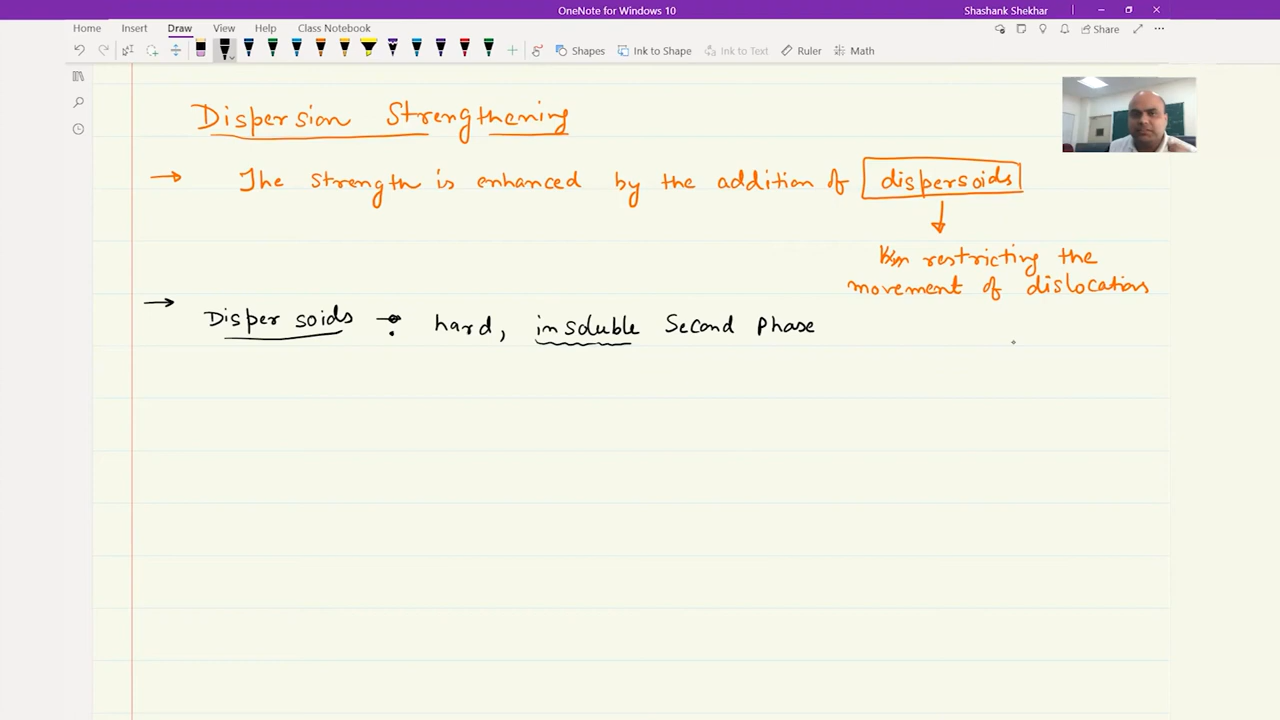 OneNote for Windows 10
Shashank Shekhar
Home Insert Draw View Class Notebook
Share
Shapes Ink to Shape Ink to Text Ruler Math
Dispersion Strengthening
→ The strength is enhanced by the addition of dispersoids
restricting the
movement of dislocations
→ Dispersoids : hard, insoluble Second Phase